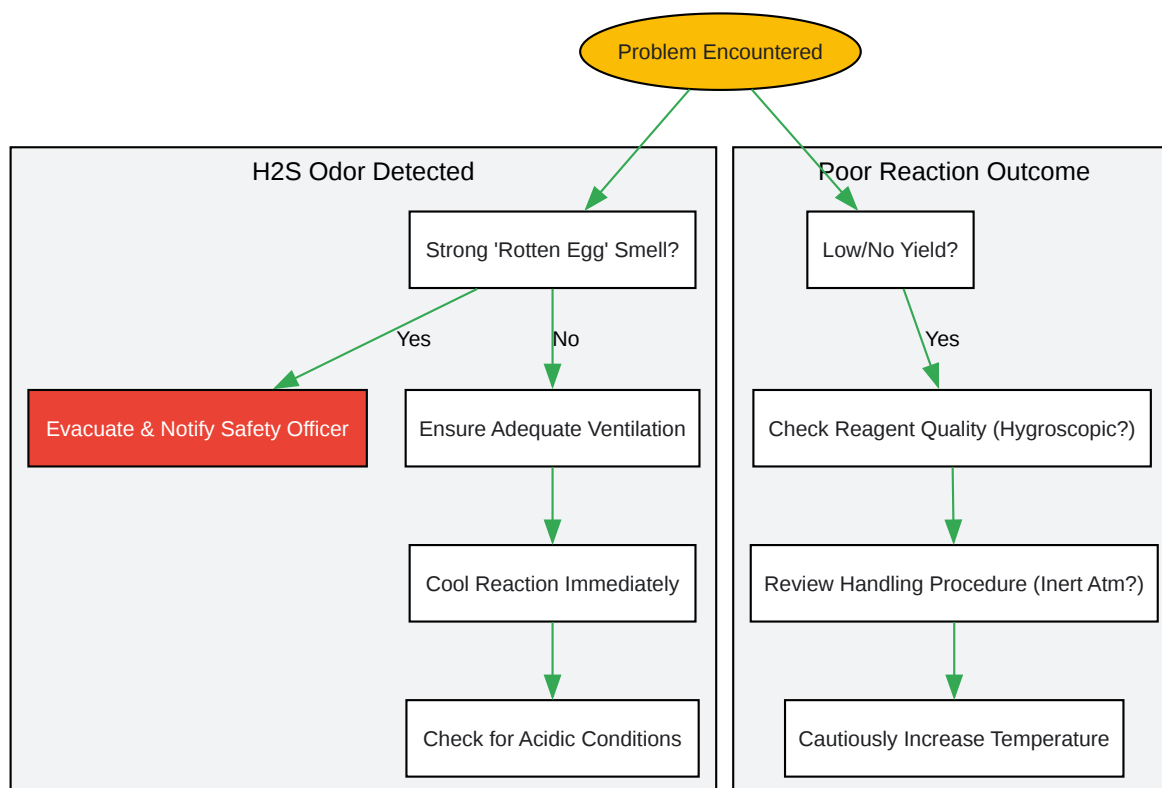 Problem Encountered
H2S Odor Detected
Poor Reaction Outcome
Strong 'Rotten Egg' Smell?
Low/No Yield?
Yes
No
Yes
Evacuate & Notify Safety Officer
Ensure Adequate Ventilation
Check Reagent Quality (Hygroscopic?)
Cool Reaction Immediately
Review Handling Procedure (Inert Atm?)
Check for Acidic Conditions
Cautiously Increase Temperature